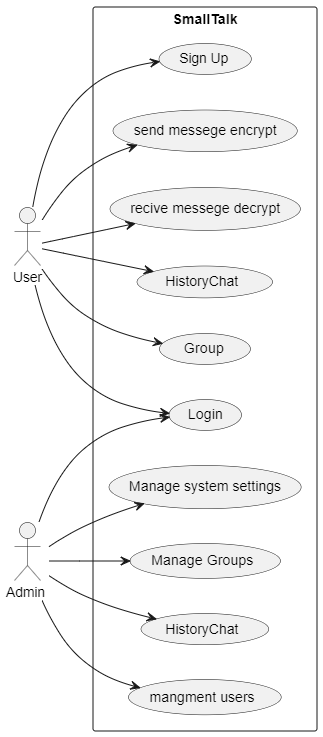 SmallTalk
Sign Up
send messege encrypt
recive messege decrypt
User
HistoryChat
Group
Login
Manage system settings
Manage Groups
Admin
HistoryChat
mangment users